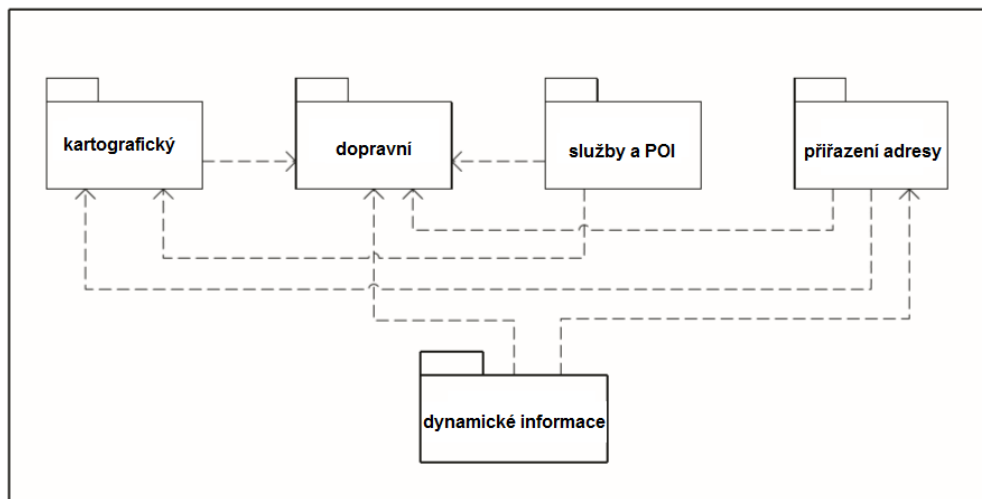 kartografický
dopravní
služby a POI
přiřazení adresy
dynamické informace